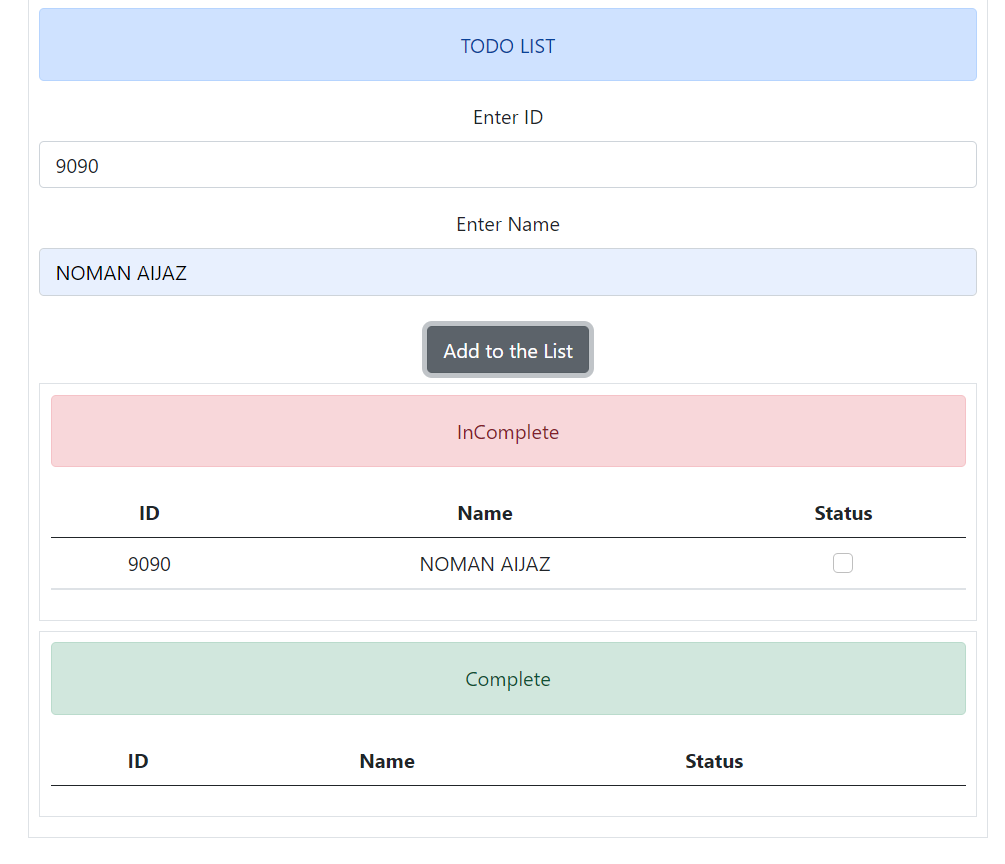 TODO LIST
Enter ID
9090
Enter Name
NOMAN AIJAZ
Add to the List
InComplete
ID Name Status
9090 NOMAN AIJAZ
Complete
ID Name Status